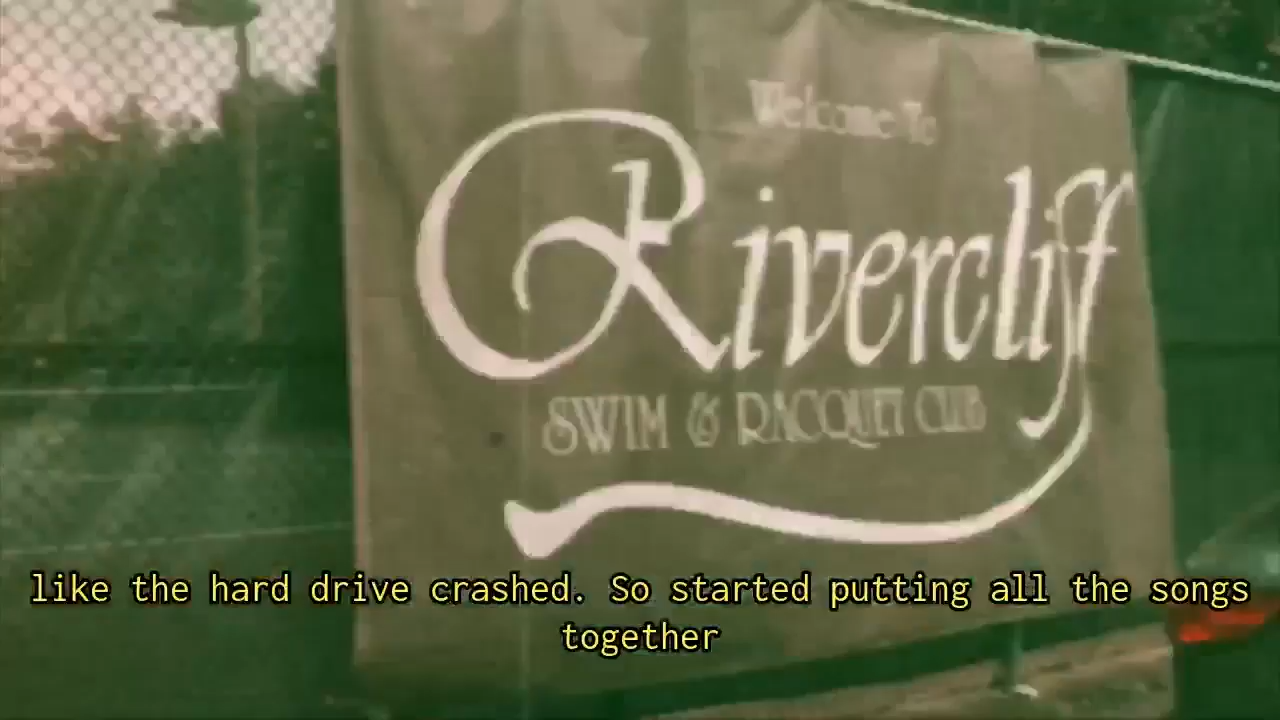 Welcome To
Rivercliff
SWIM & RACQUET CLUB
like the hard drive crashed. So started putting all the songs
together